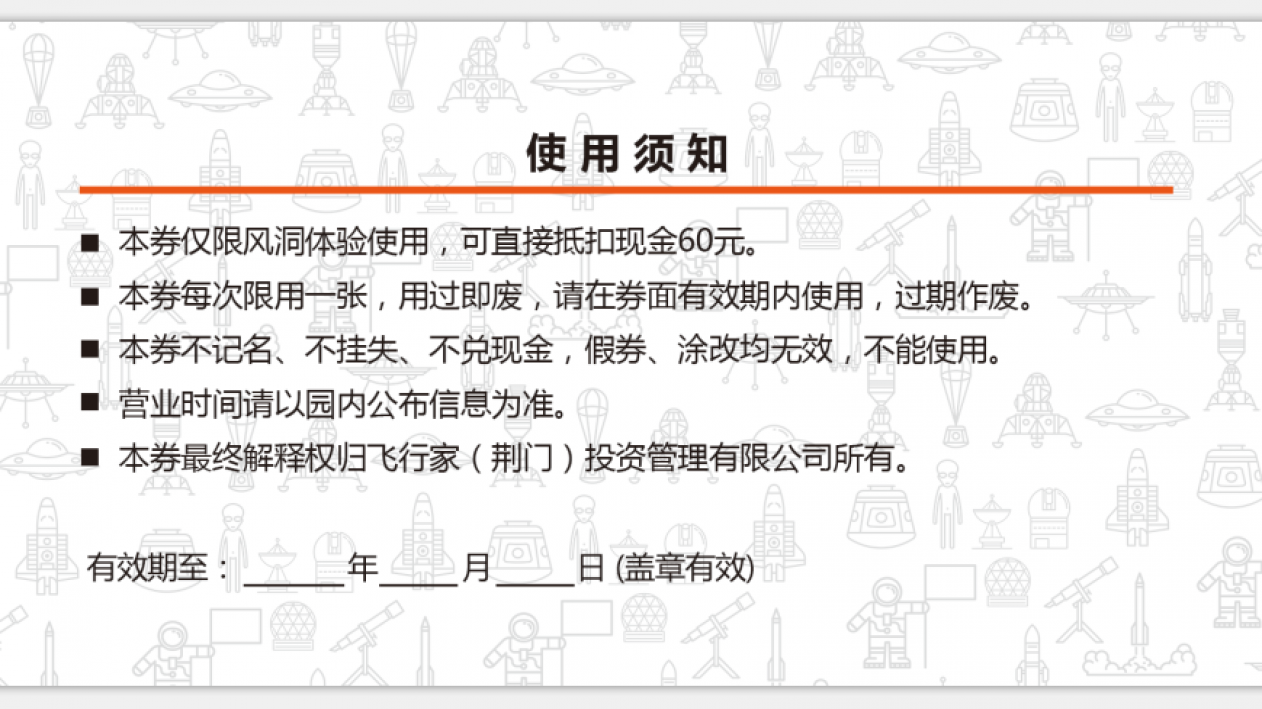 使用须知
■ 本券仅限风洞体验使用，可直接抵扣现金60元。
■ 本券每次限用一张，用过即废，请在券面有效期内使用，过期作废。
■ 本券不记名、不挂失、不兑现金，假券、涂改均无效，不能使用。
■ 营业时间请以园内公布信息为准。
■ 本券最终解释权归飞行家（荆门）投资管理有限公司所有。
有效期至：______年_____月_____日 (盖章有效)